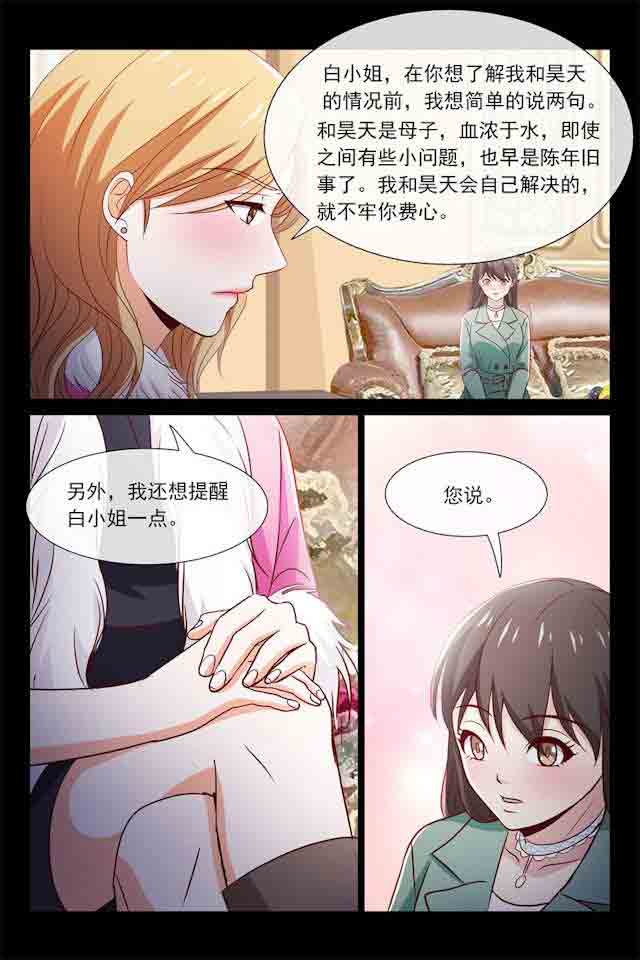 白小姐，在你想了解我和昊天
的情况前，我想简单的说两句。
和昊天是母子，血浓于水，即使
之间有些小问题，也早是陈年旧
事了。我和昊天会自己解决的，
就不牢你费心。
另外，我还想提醒
白小姐一点。
您说。